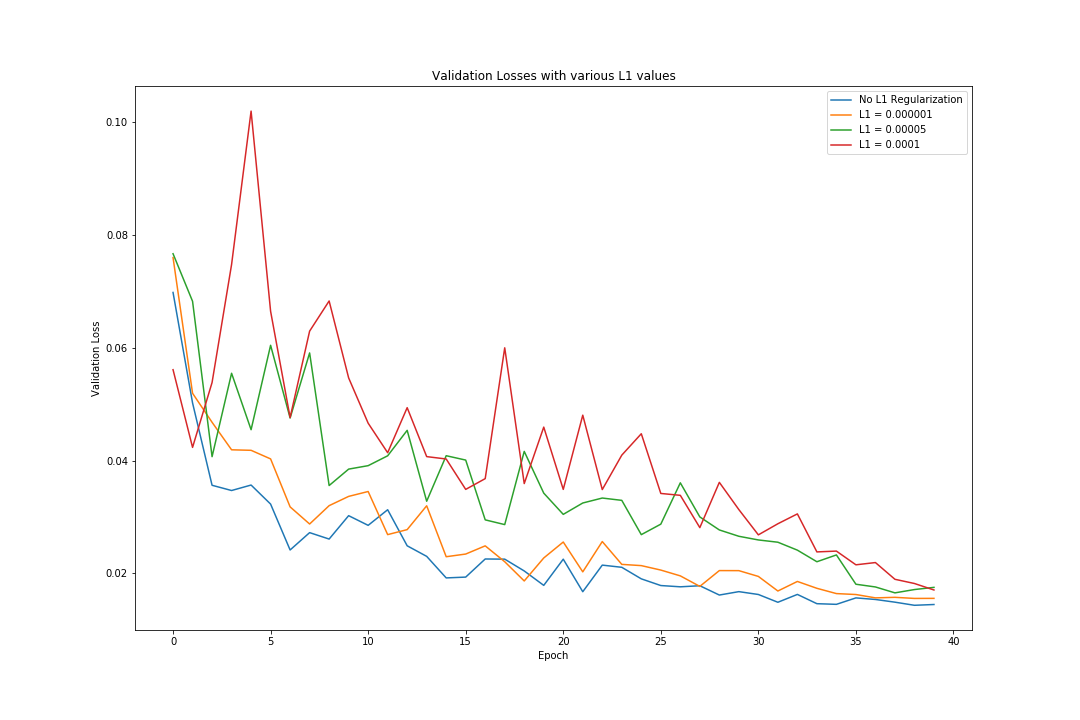 Validation Losses with various L1 values
No L1 Regularization
L1 = 0.000001
L1 = 0.00005
L1 = 0.0001
0.10
0.08
0.06
0.04
0.02
Validation Loss
0 5 10 15 20 25 30 35 40
Epoch